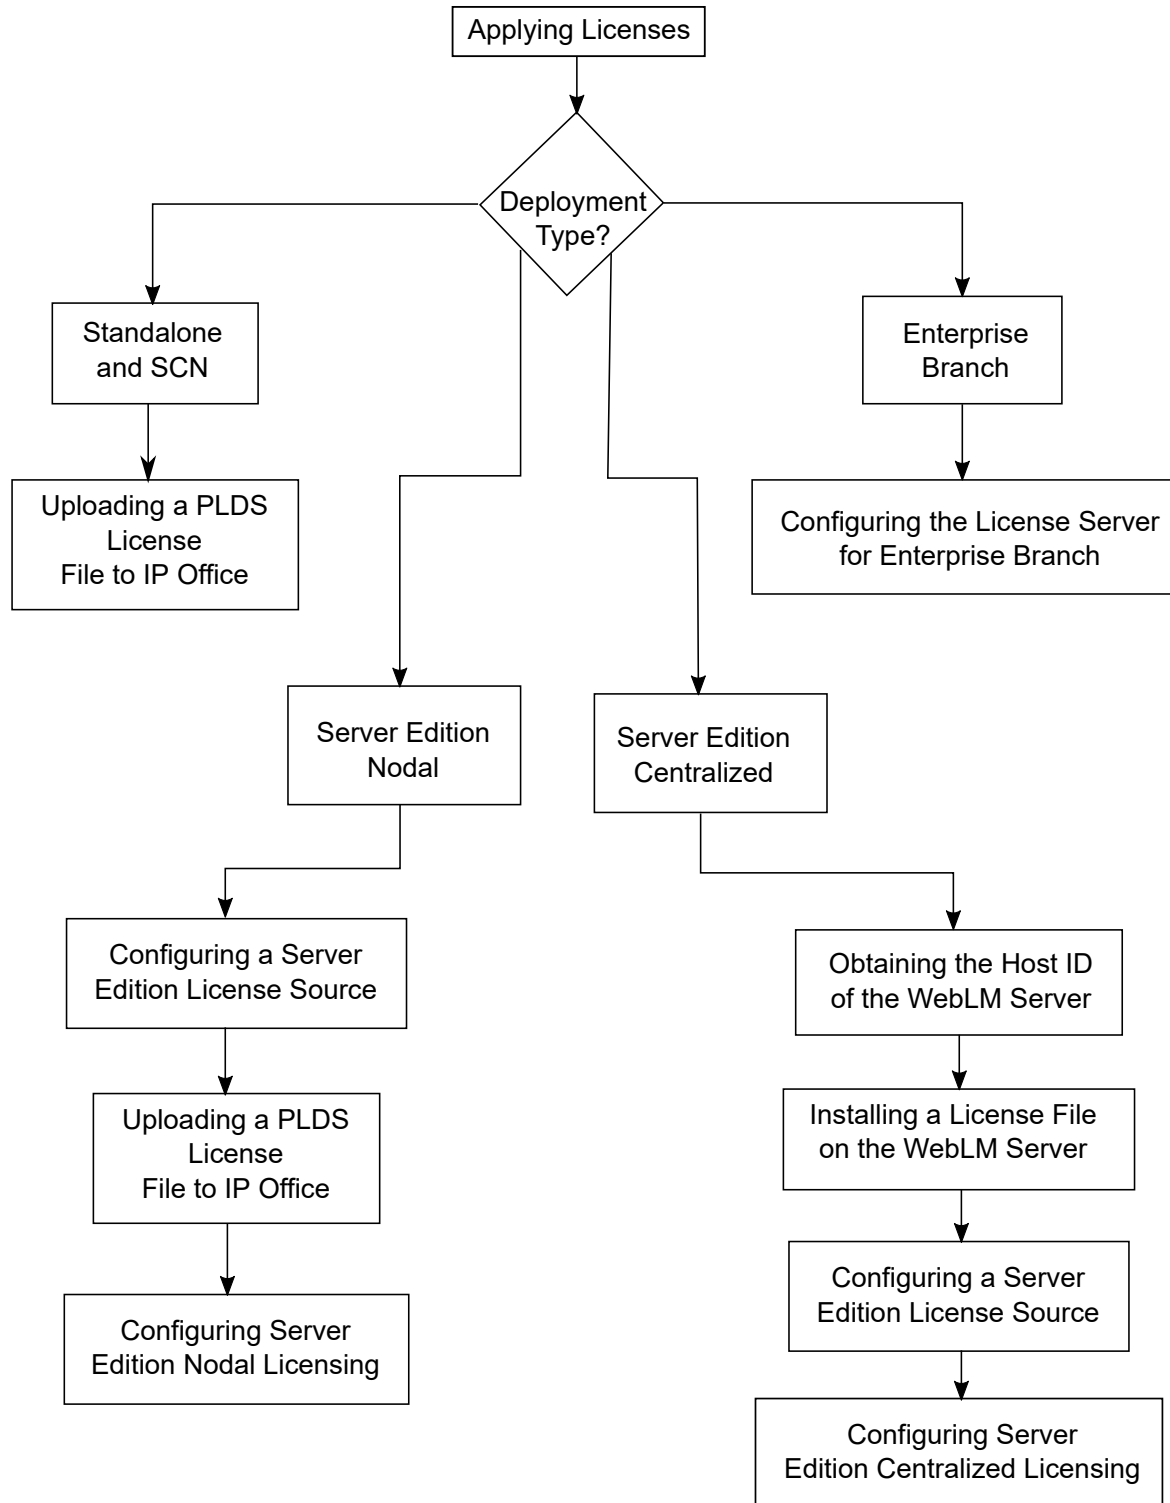 Applying Licenses
Deployment
Type?
Standalone
and SCN
Enterprise
Branch
Uploading a PLDS
License
File to IP Office
Configuring the License Server
for Enterprise Branch
Server Edition
Nodal
Server Edition
Centralized
Configuring a Server
Edition License Source
Obtaining the Host ID
of the WebLM Server
Uploading a PLDS
License
File to IP Office
Installing a License File
on the WebLM Server
Configuring a Server
Edition License Source
Configuring Server
Edition Nodal Licensing
Configuring Server
Edition Centralized Licensing